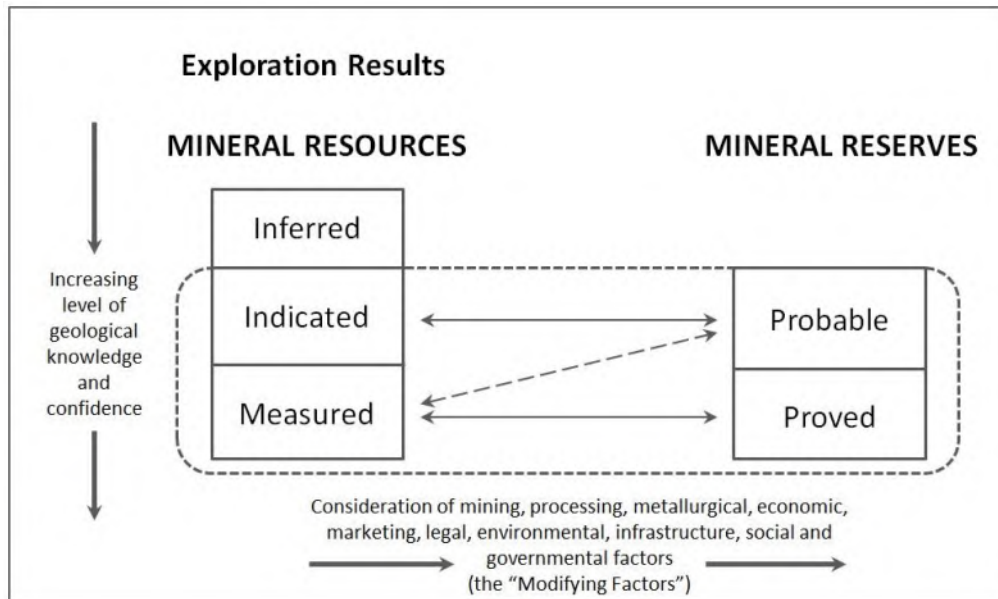 Exploration Results
MINERAL RESOURCES
MINERAL RESERVES
Inferred
Indicated
Measured
Probable
Proved
Increasing
level of
geological
knowledge
and
confidence
Consideration of mining, processing, metallurgical, economic,
marketing, legal, environmental, infrastructure, social and
governmental factors
(the “Modifying Factors”)